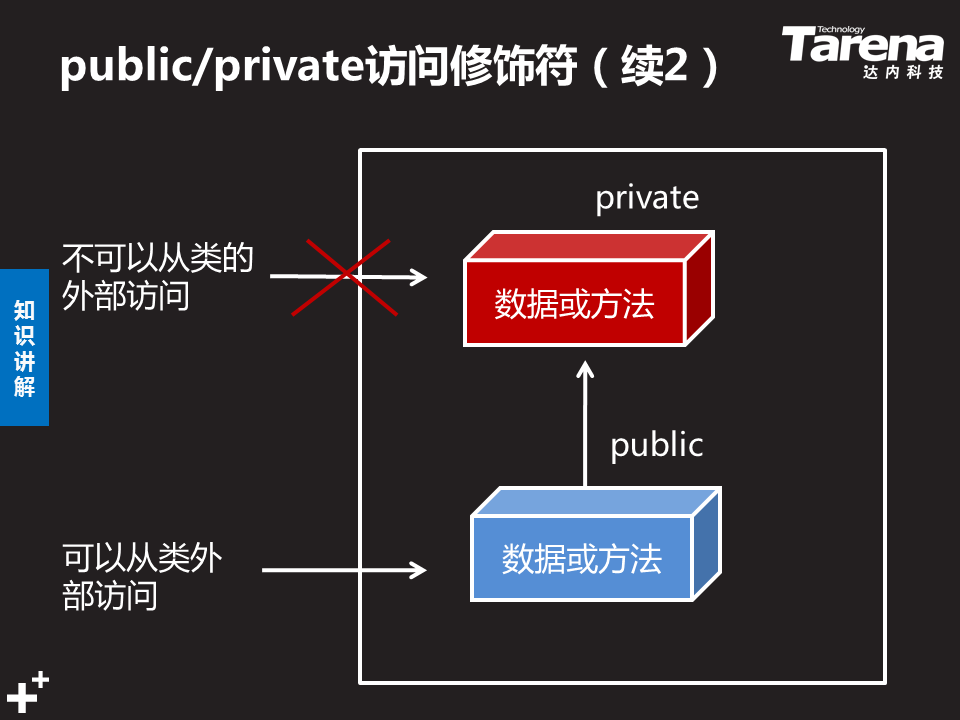 public/private访问修饰符（续2）
Technology
Tarena
达内科技
private
不可以从类的
外部访问
数据或方法
知
识
讲
解
public
数据或方法
可以从类外
部访问